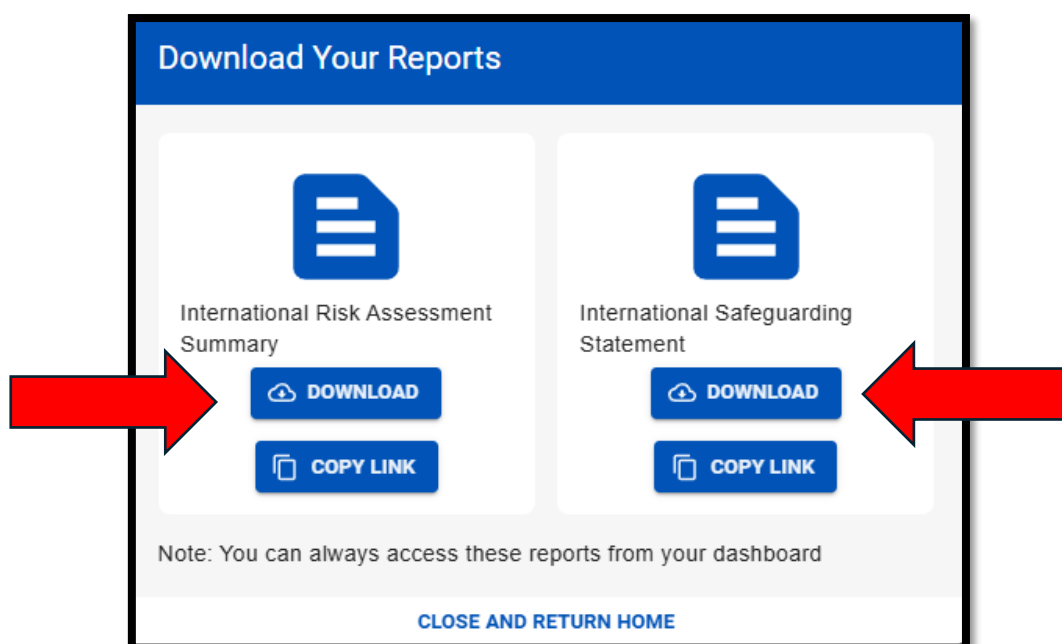 Download Your Reports
International Risk Assessment
Summary
DOWNLOAD
COPY LINK
International Safeguarding
Statement
DOWNLOAD
COPY LINK
Note: You can always access these reports from your dashboard
CLOSE AND RETURN HOME